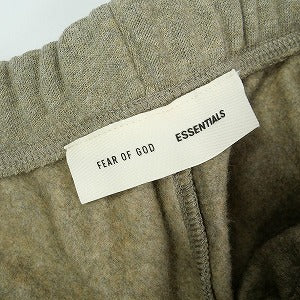 FEAR OF GOD ESSENTIALS